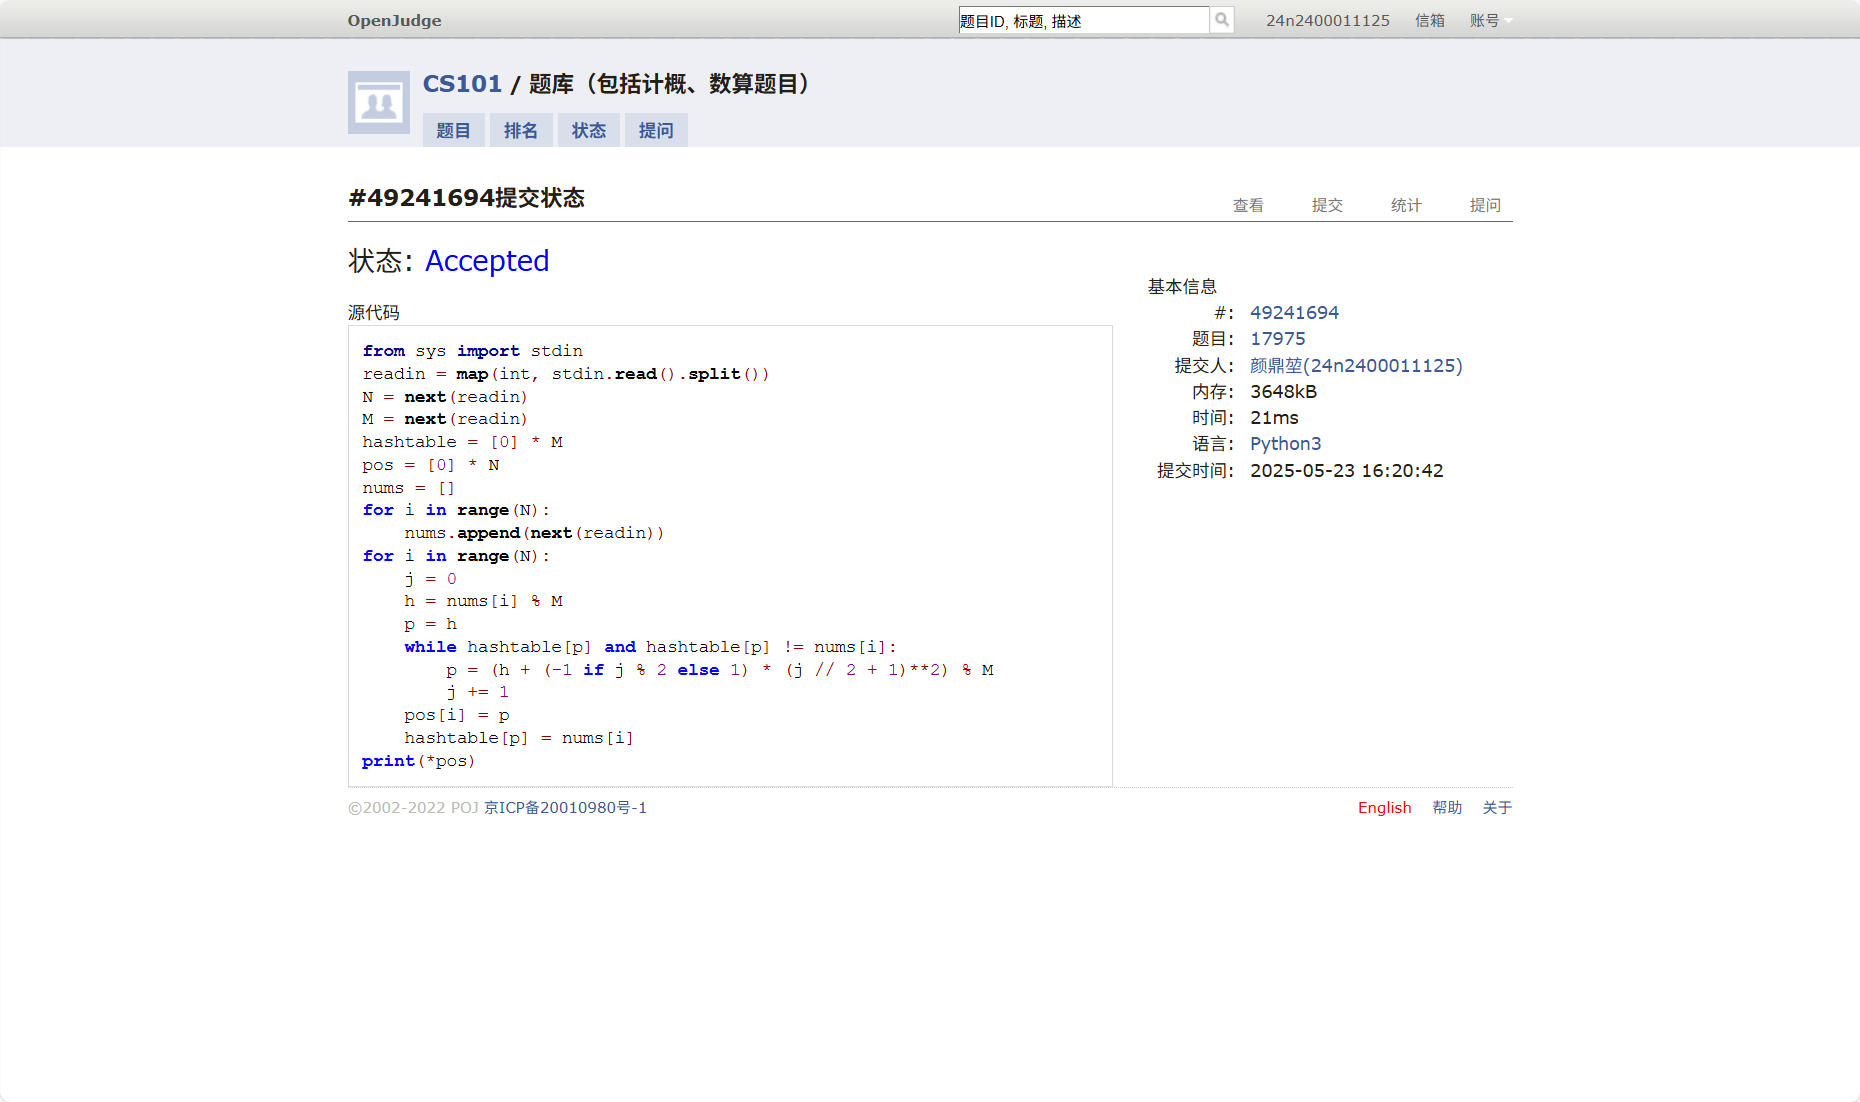 OpenJudge
题目ID, 标题, 描述
24n2400011125 信箱 账号
CS101 / 题库（包括计概、数算题目）
题目 排名 状态 提问
#49241694提交状态
查看 提交 统计 提问
状态: Accepted
源代码
from sys import stdin
readin = map(int, stdin.read().split())
N = next(readin)
M = next(readin)
hashtable = [0] * M
pos = [0] * N
nums = []
for i in range(N):
    nums.append(next(readin))
for i in range(N):
    j = 0
    h = nums[i] % M
    p = h
    while hashtable[p] and hashtable[p] != nums[i]:
        p = (h + (-1 if j % 2 else 1) * (j // 2 + 1)**2) % M
        j += 1
    pos[i] = p
    hashtable[p] = nums[i]
print(*pos)
基本信息
#: 49241694
题目: 17975
提交人: 颜鼎堃(24n2400011125)
内存: 3648kB
时间: 21ms
语言: Python3
提交时间: 2025-05-23 16:20:42
©2002-2022 POJ 京ICP备20010980号-1
English 帮助 关于